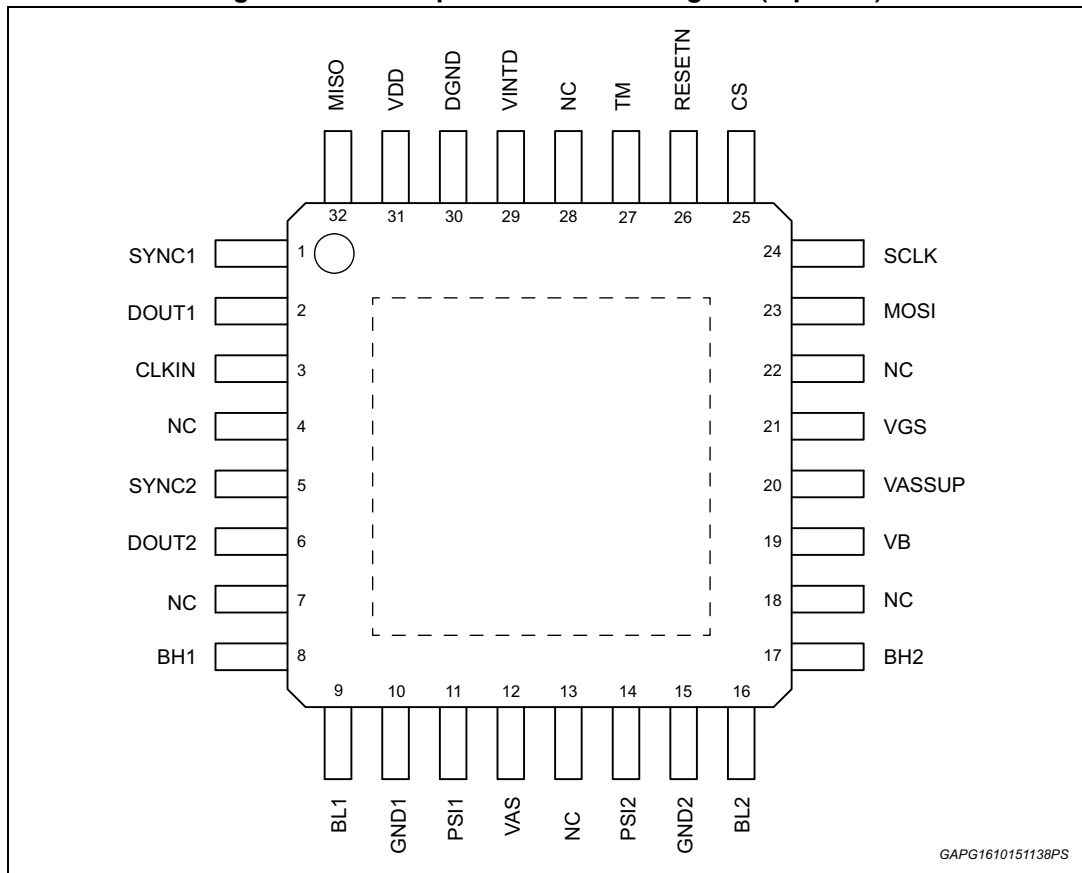 MISO
VDD
DGND
VINTD
NC
TM
RESETN
CS
32 31 30 29 28 27 26 25
SYNC1 1 24 SCLK
DOUT1 2 23 MOSI
CLKIN 3 22 NC
NC 4 21 VGS
SYNC2 5 20 VASSUP
DOUT2 6 19 VB
NC 7 18 NC
BH1 8 17 BH2
9 10 11 12 13 14 15 16
BL1
GND1
PSI1
VAS
NC
PSI2
GND2
BL2
GAPG1610151138PS